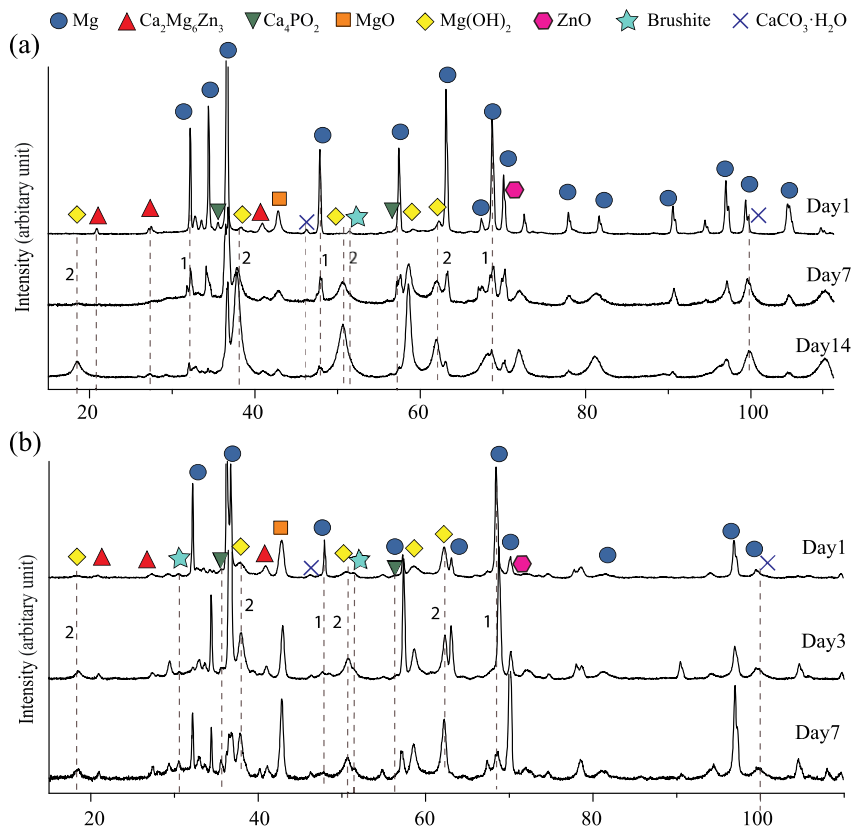 Mg Ca2Mg6Zn3 Ca4PO2 MgO Mg(OH)2 ZnO Brushite CaCO3·H2O
(a)
Intensity (arbitary unit)
Day1
2 1 2 1 2 2 1
Day7
Day14
20 40 60 80 100
(b)
Intensity (arbitary unit)
Day1
2 2 1 2 2 1
Day3
Day7
20 40 60 80 100